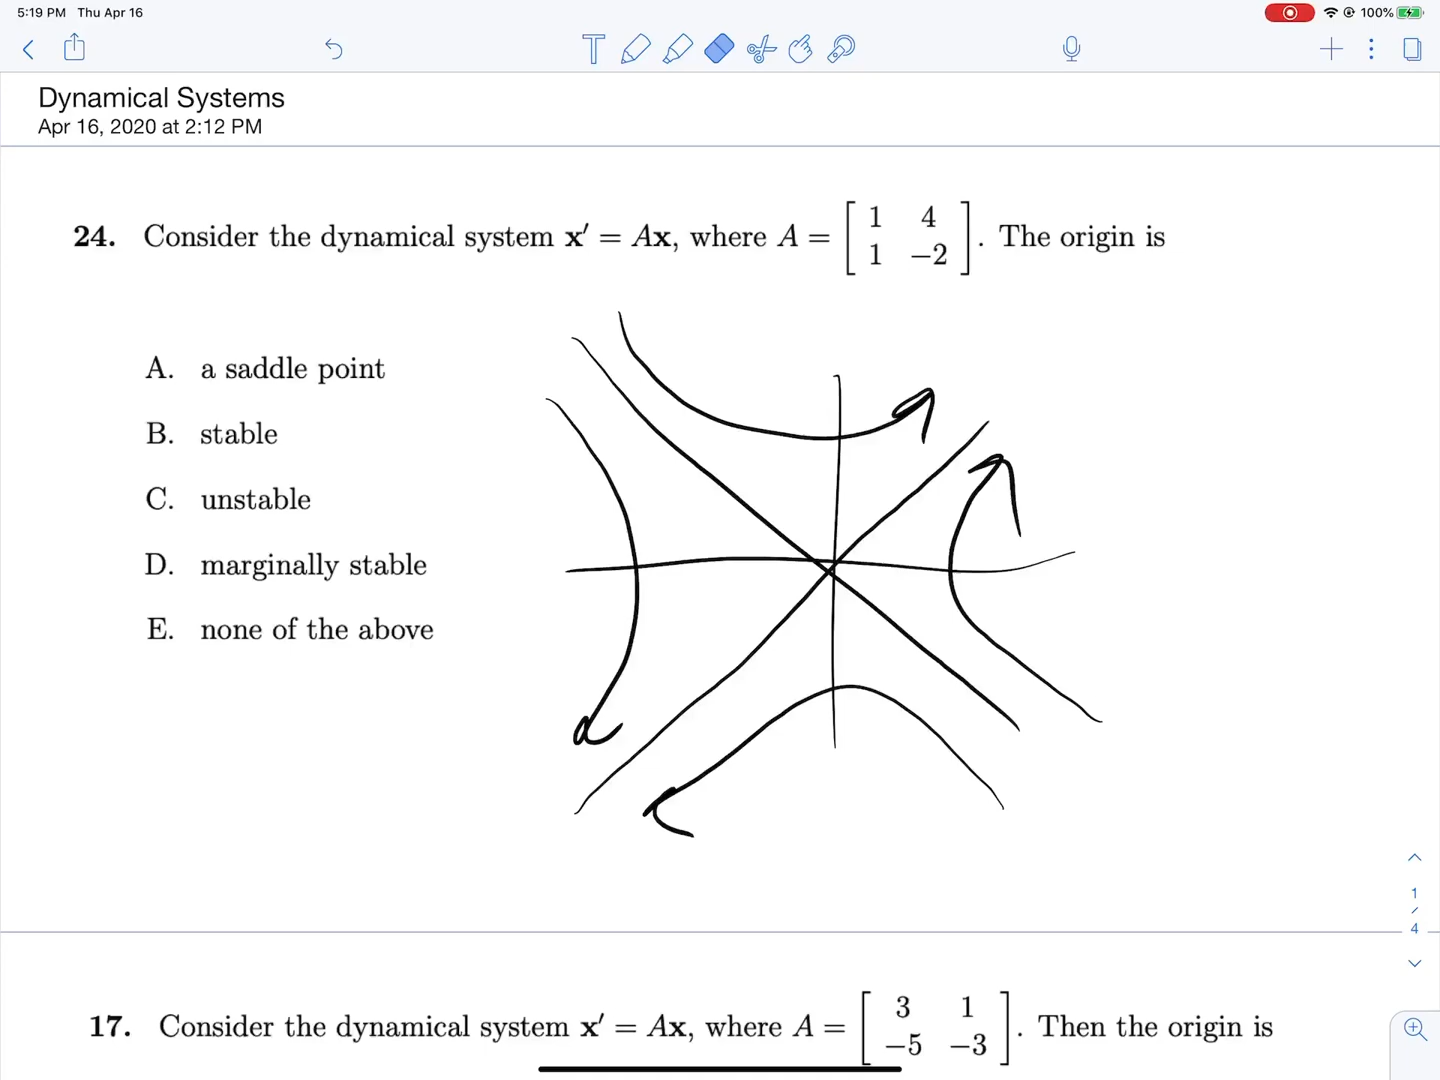 5:19 PM Thu Apr 16
100%
T
Dynamical Systems
Apr 16, 2020 at 2:12 PM
24. Consider the dynamical system x′ = Ax, where A = [ 1 4 ; 1 −2 ]. The origin is
A. a saddle point
B. stable
C. unstable
D. marginally stable
E. none of the above
1
/
4
17. Consider the dynamical system x′ = Ax, where A = [ 3 1 ; −5 −3 ]. Then the origin is